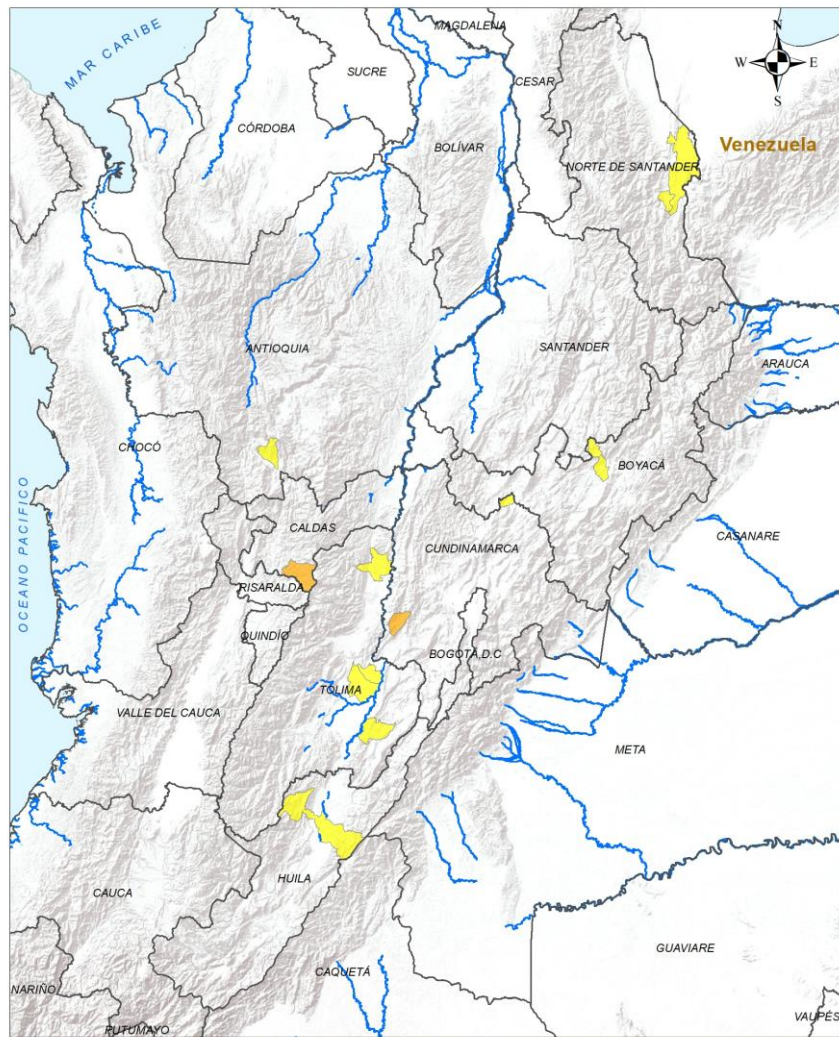 MAGDALENA
N
MAR CARIBE
SUCRE
CESAR
W
E
S
CÓRDOBA
BOLÍVAR
Venezuela
NORTE DE SANTANDER
ANTIOQUIA
SANTANDER
ARAUCA
CHOCÓ
BOYACÁ
CALDAS
CUNDINAMARCA
CASANARE
OCEANO PACIFICO
RISARALDA
QUINDÍO
BOGOTÁ,D.C
TOLIMA
VALLE DEL CAUCA
META
HUILA
CAUCA
GUAVIARE
CAQUETÁ
NARIÑO
VAUPÉS
PUTUMAYO